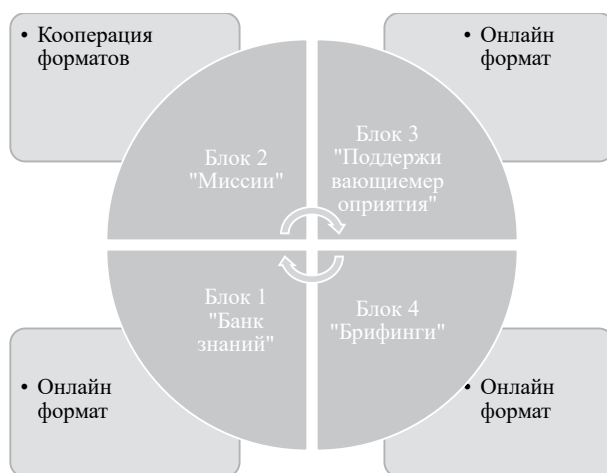 • Кооперация
форматов
• Онлайн
формат
Блок 2
"Миссии"
Блок 3
"Поддержи
вающиемер
оприятия"
Блок 1
"Банк
знаний"
Блок 4
"Брифинги"
• Онлайн
формат
• Онлайн
формат